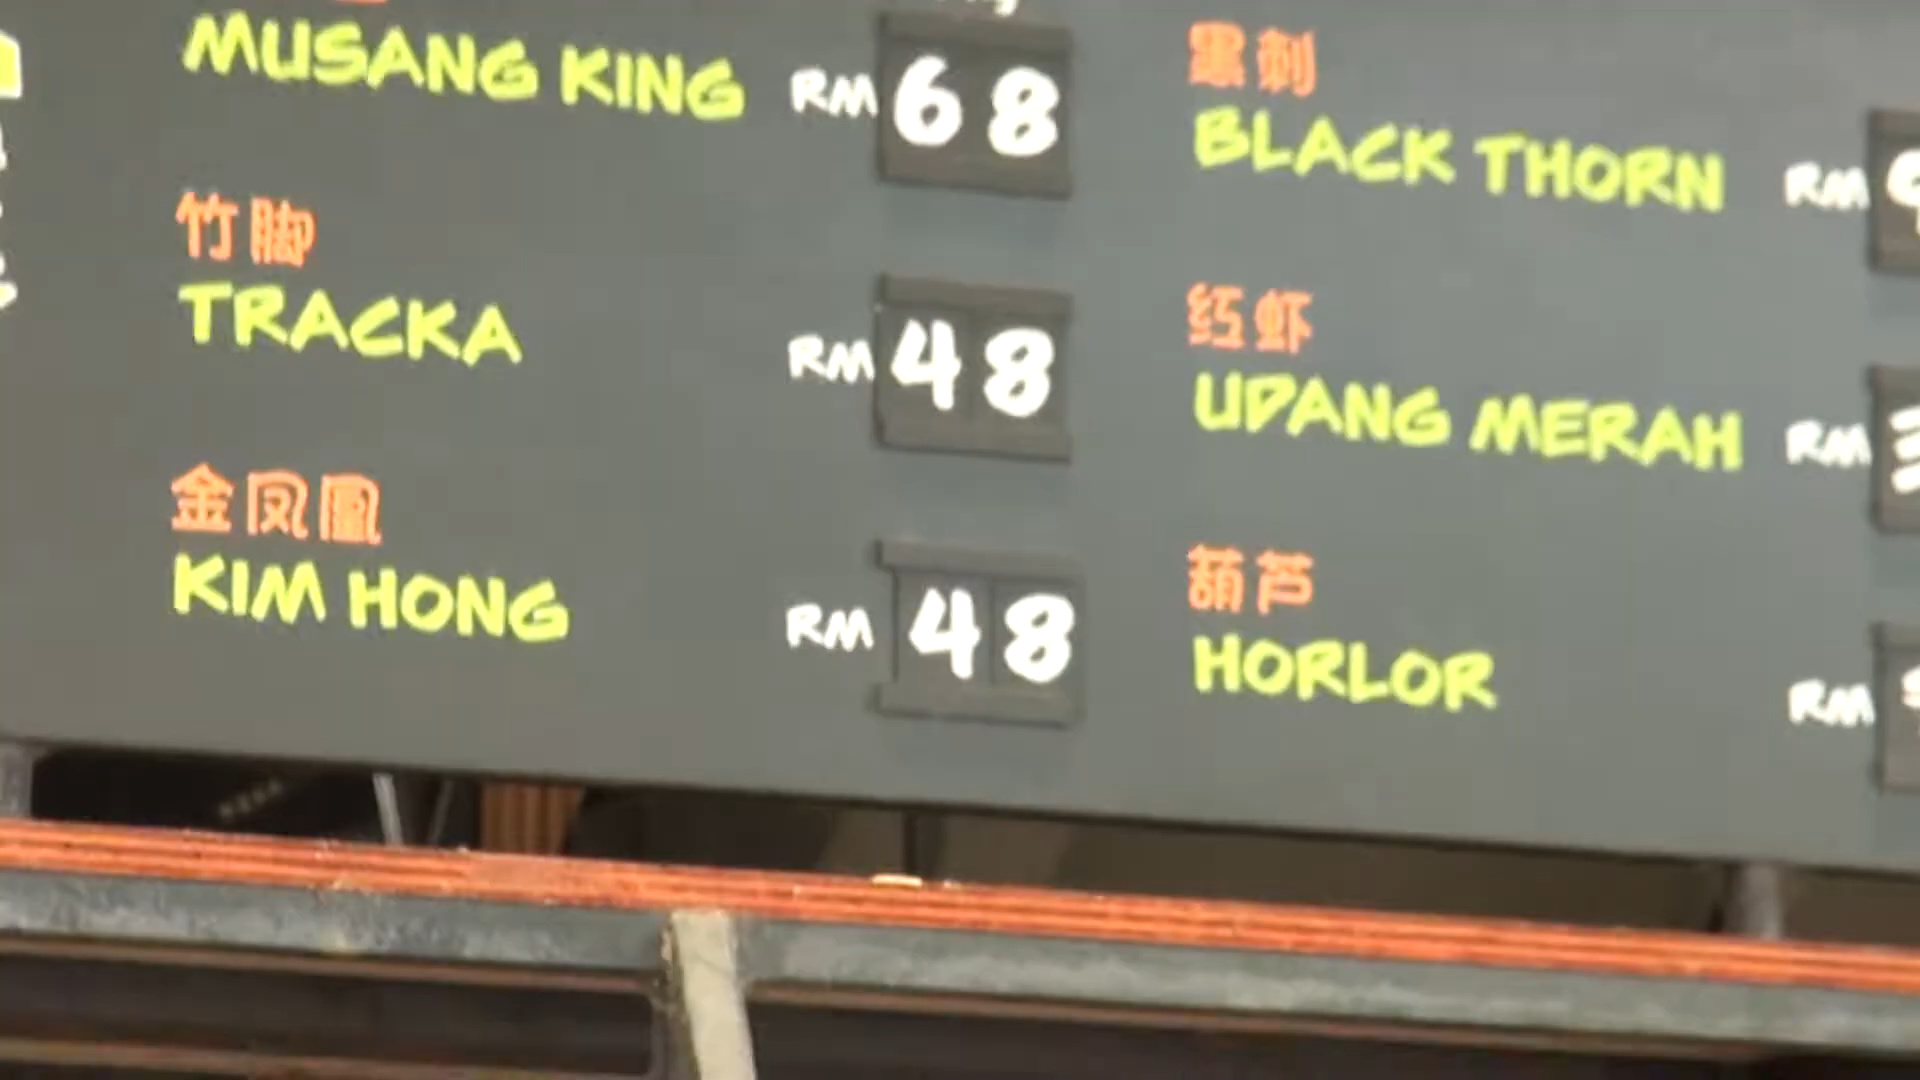 MUSANG KING RM 68
竹脚
TRACKA RM 48
金凤凰
KIM HONG RM 48
黑刺
BLACK THORN RM
红虾
UDANG MERAH RM
葫芦
HORLOR RM